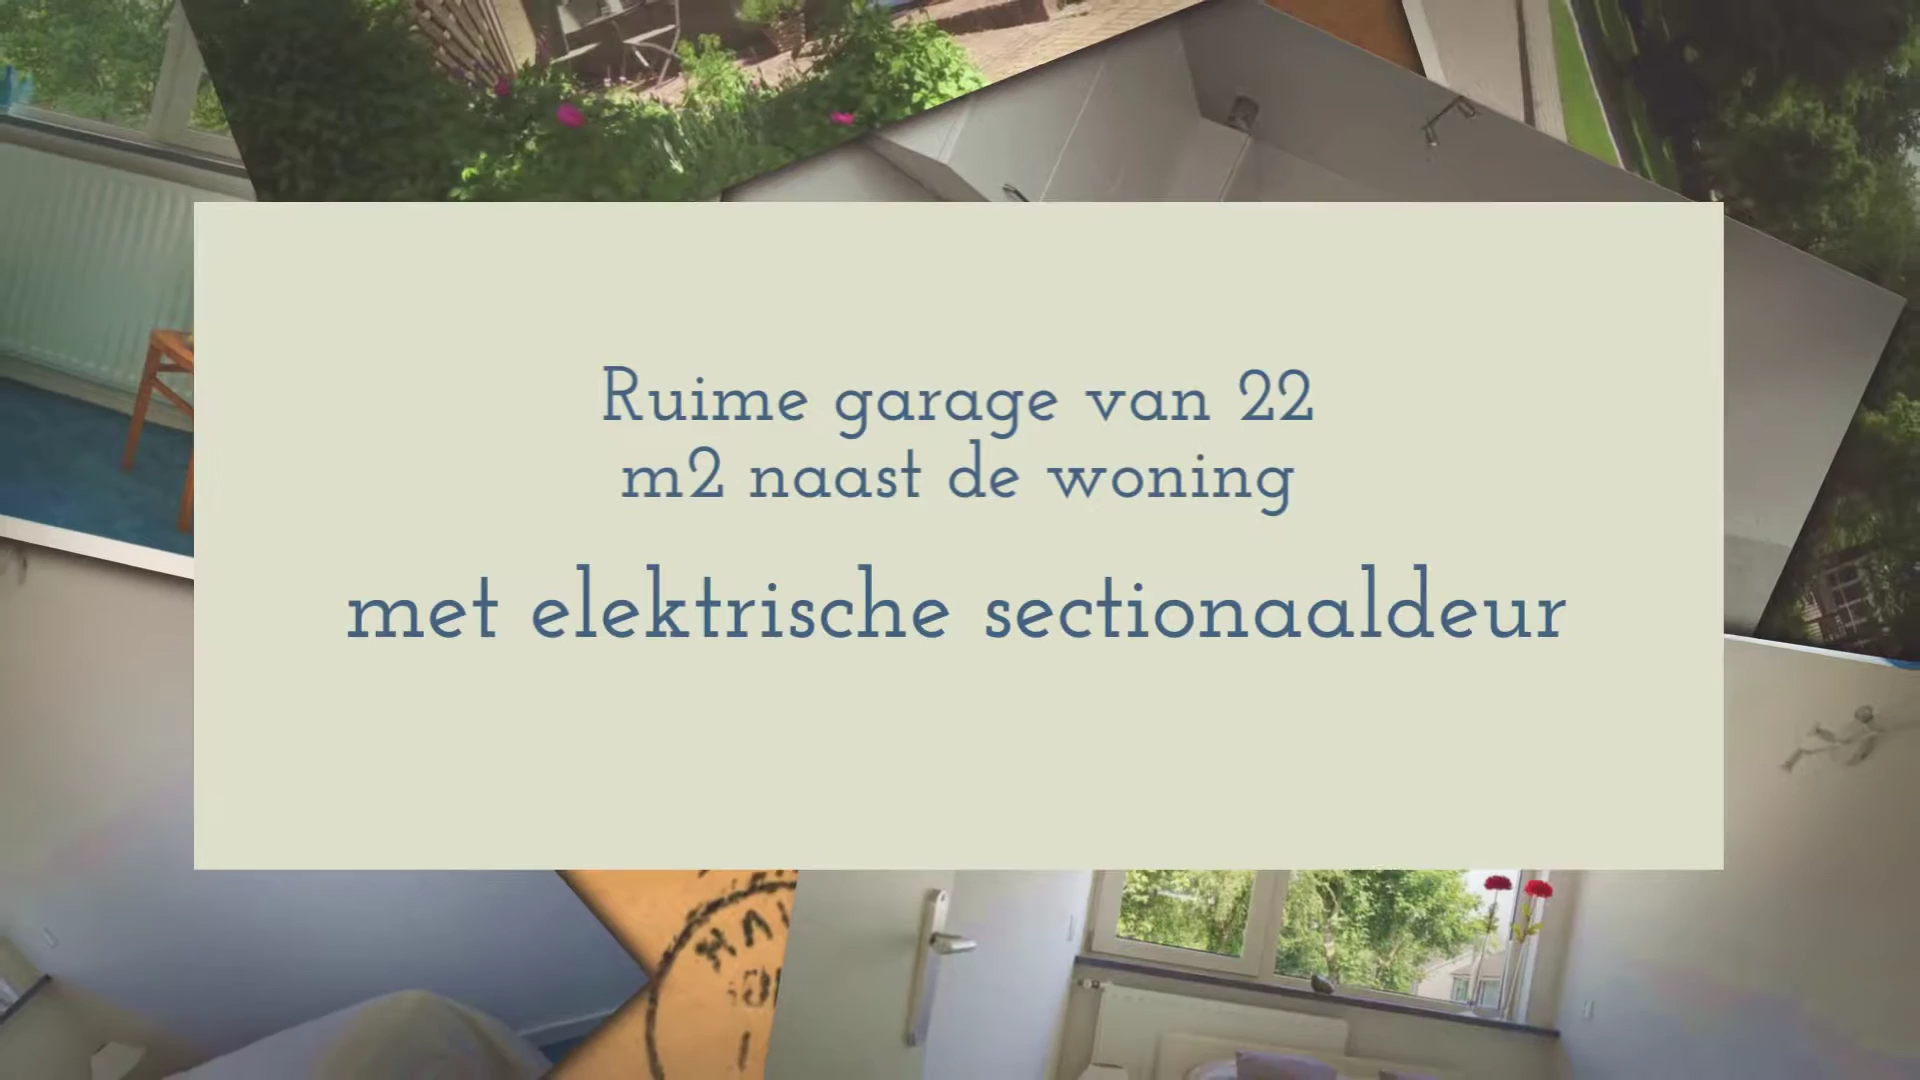 Ruime garage van 22
m2 naast de woning
met elektrische sectionaaldeur